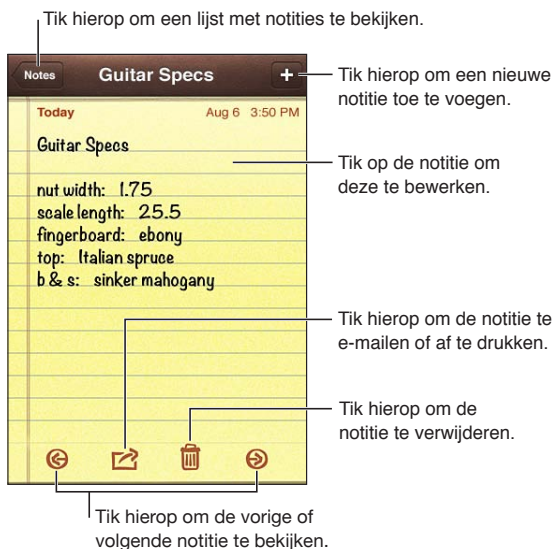 Tik hierop om een lijst met notities te bekijken.
Notes
Guitar Specs
+
Tik hierop om een nieuwe
notitie toe te voegen.
Today
Aug 6 3:50 PM
Guitar Specs
Tik op de notitie om
deze te bewerken.
nut width: 1.75
scale length: 25.5
fingerboard: ebony
top: Italian spruce
b & s: sinker mahogany
Tik hierop om de notitie te
e-mailen of af te drukken.
Tik hierop om de
notitie te verwijderen.
Tik hierop om de vorige of
volgende notitie te bekijken.